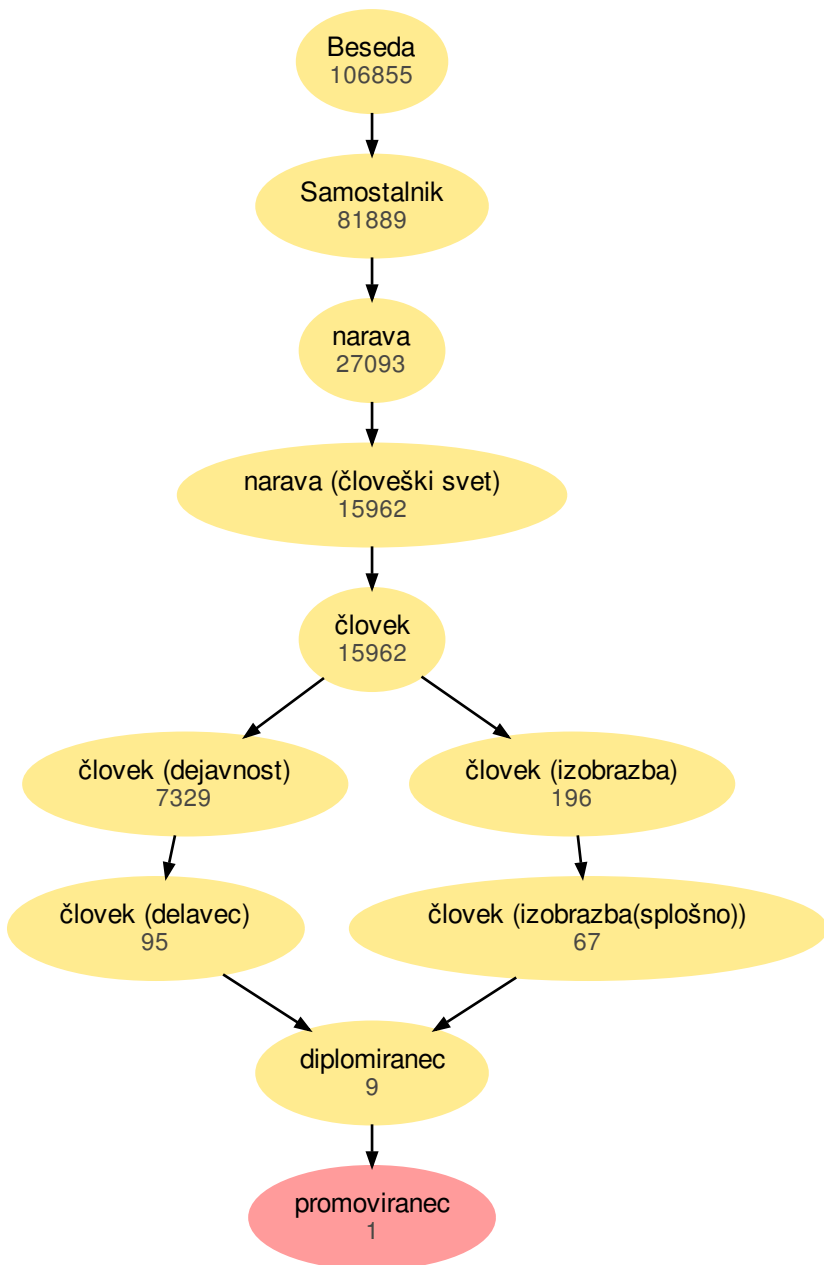 Beseda
106855
Samostalnik
81889
narava
27093
narava (človeški svet)
15962
človek
15962
človek (dejavnost)
7329
človek (izobrazba)
196
človek (delavec)
95
človek (izobrazba(splošno))
67
diplomiranec
9
promoviranec
1